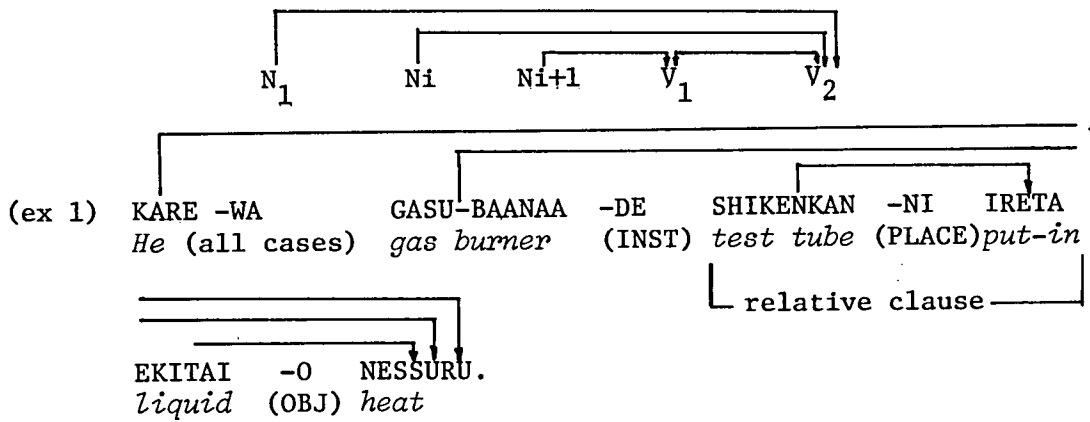 N1 Ni Ni+1 V1 V2
(ex 1) KARE -WA GASU-BAANAA -DE SHIKENKAN -NI IRETA
He (all cases) gas burner (INST) test tube (PLACE) put-in
relative clause
EKITAI -O NESSURU.
liquid (OBJ) heat